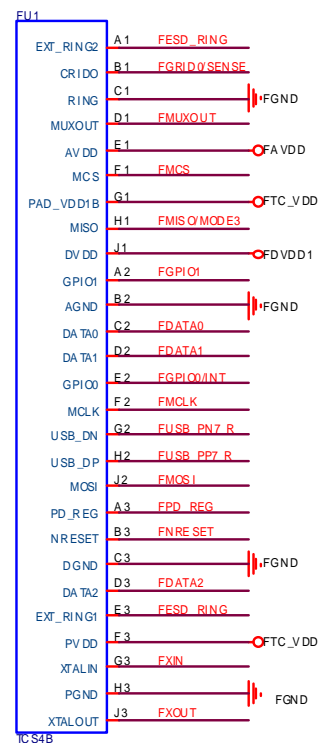 FU1
EXT_RING2 A1 FESD_RING
CRIDO B1 FGRID0/SENSE
RING C1 FGND
MUXOUT D1 FMUXOUT
AVDD E1 FAVDD
MCS F1 FMCS
PAD_VDD1B G1 FTC_VDD
MISO H1 FMISO/MODE3
DVDD J1 FDVDD1
GPIO1 A2 FGPIO1
AGND B2 FGND
DATA0 C2 FDATA0
DATA1 D2 FDATA1
GPIO0 E2 FGPIO0/INT
MCLK F2 FMCLK
USB_DN G2 FUSB_PN7_R
USB_DP H2 FUSB_PP7_R
MOSI J2 FMOSI
PD_REG A3 FPD_REG
NRESET B3 FNRESET
DGND C3 FGND
DATA2 D3 FDATA2
EXT_RING1 E3 FESD_RING
PVDD F3 FTC_VDD
XTALIN G3 FXIN
PGND H3 FGND
XTALOUT J3 FXOUT
TCS4B